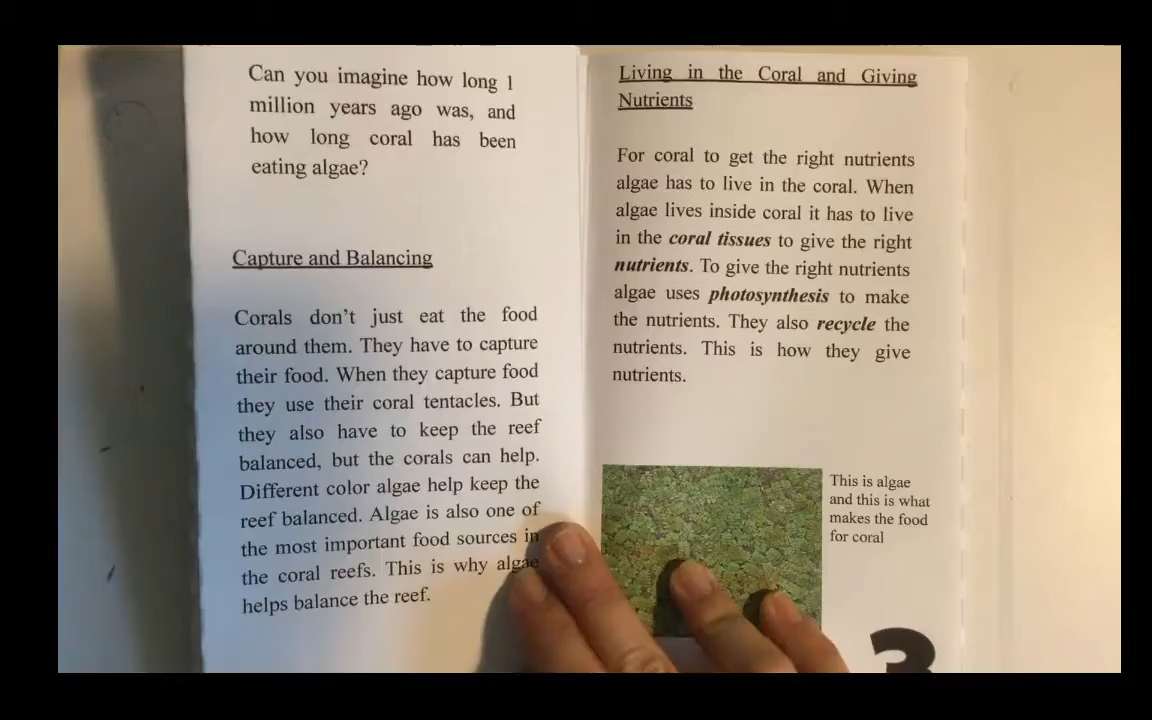 Can you imagine how long 1
million years ago was, and
how long coral has been
eating algae?
Capture and Balancing
Corals don't just eat the food
around them. They have to capture
their food. When they capture food
they use their coral tentacles. But
they also have to keep the reef
balanced, but the corals can help.
Different color algae help keep the
reef balanced. Algae is also one of
the most important food sources in
the coral reefs. This is why algae
helps balance the reef.
Living in the Coral and Giving
Nutrients
For coral to get the right nutrients
algae has to live in the coral. When
algae lives inside coral it has to live
in the coral tissues to give the right
nutrients. To give the right nutrients
algae uses photosynthesis to make
the nutrients. They also recycle the
nutrients. This is how they give
nutrients.
This is algae
and this is what
makes the food
for coral
3